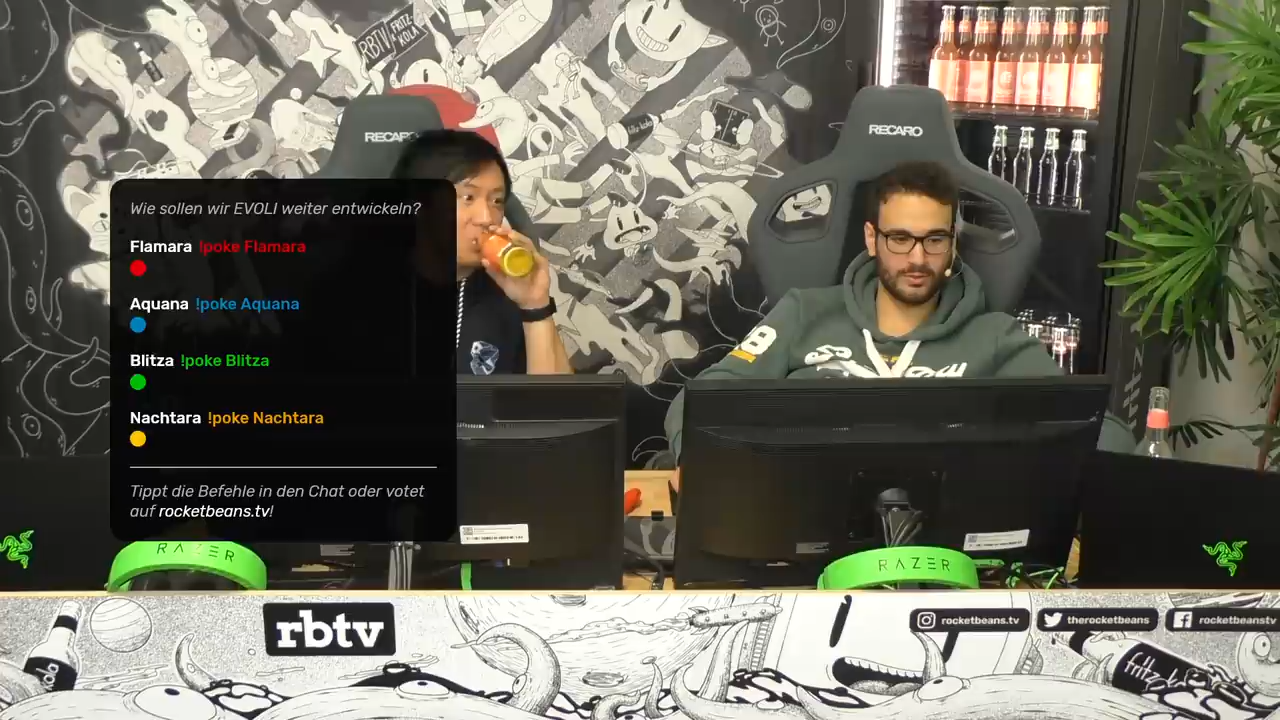 RBTV
FRITZ-
KOLA
RECARO
RECARO
Wie sollen wir EVOLI weiter entwickeln?
Flamara !poke Flamara
Aquana !poke Aquana
Blitza !poke Blitza
Nachtara !poke Nachtara
Tippt die Befehle in den Chat oder votet
auf rocketbeans.tv!
RAZER
RAZER
rbtv
rocketbeans.tv
therocketbeans
rocketbeanstv
kola